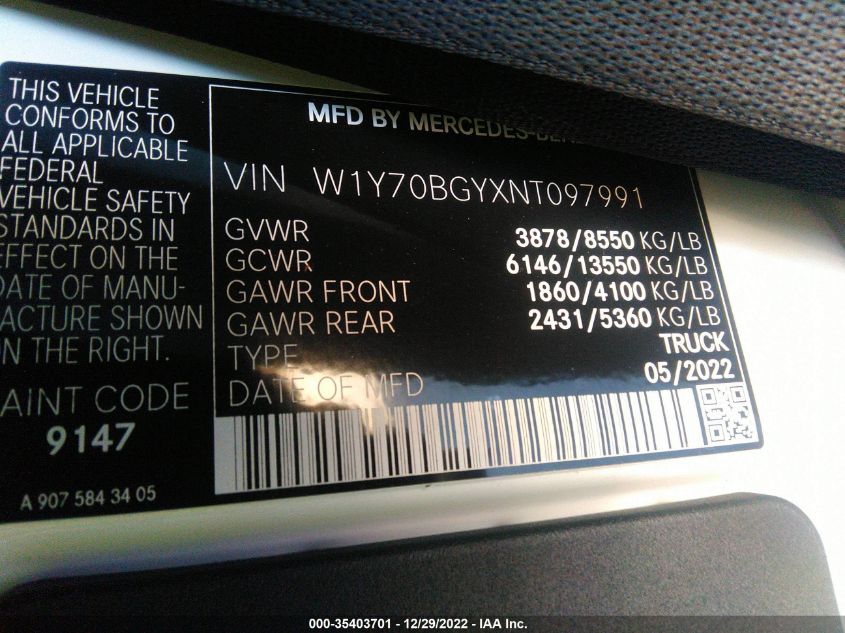 THIS VEHICLE
CONFORMS TO
ALL APPLICABLE
FEDERAL
VEHICLE SAFETY
STANDARDS IN
EFFECT ON THE
DATE OF MANU-
FACTURE SHOWN
ON THE RIGHT.
PAINT CODE
9147
A 907 584 34 05
MFD BY MERCEDES-BENZ
VIN W1Y70BGYXNT097991
GVWR 3878/8550 KG/LB
GCWR 6146/13550 KG/LB
GAWR FRONT 1860/4100 KG/LB
GAWR REAR 2431/5360 KG/LB
TYPE TRUCK
DATE OF MFD 05/2022
000-35403701 - 12/29/2022 - IAA Inc.